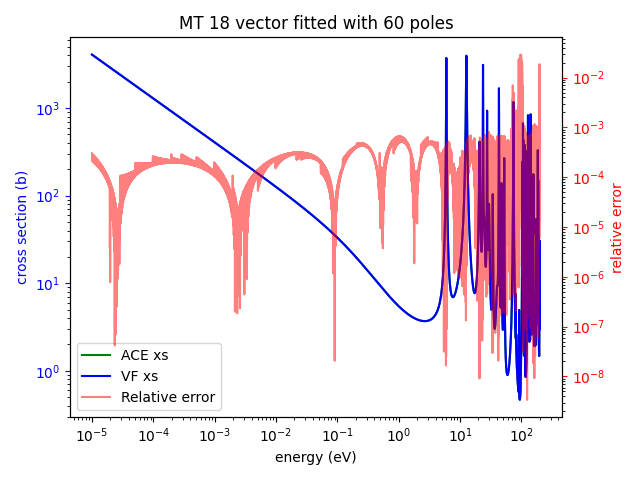 MT 18 vector fitted with 60 poles
cross section (b)
10³
10²
10¹
10⁰
10⁻²
10⁻³
10⁻⁴
10⁻⁵
10⁻⁶
10⁻⁷
10⁻⁸
relative error
ACE xs
VF xs
Relative error
10⁻⁵ 10⁻⁴ 10⁻³ 10⁻² 10⁻¹ 10⁰ 10¹ 10²
energy (eV)